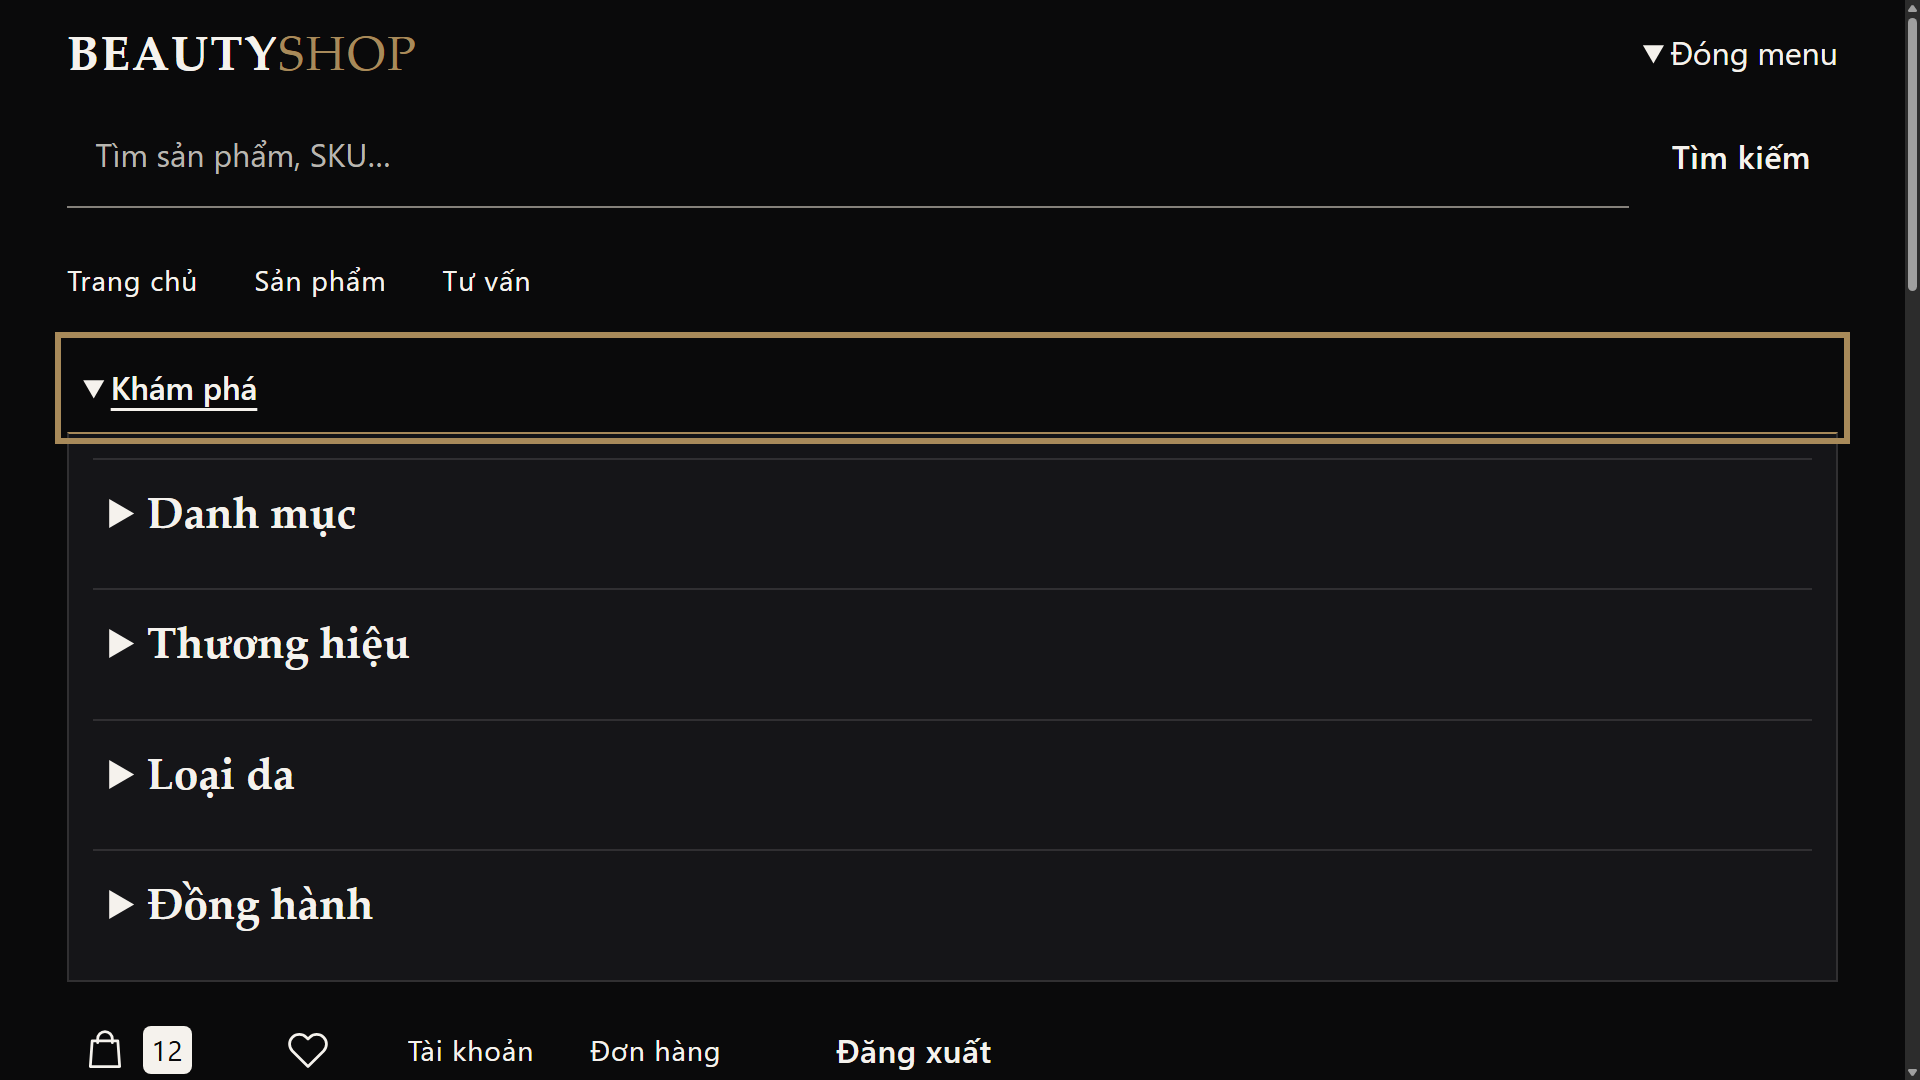 BEAUTYSHOP
Đóng menu
Tìm sản phẩm, SKU...
Tìm kiếm
Trang chủ Sản phẩm Tư vấn
Khám phá
Danh mục
Thương hiệu
Loại da
Đồng hành
12 Tài khoản Đơn hàng Đăng xuất